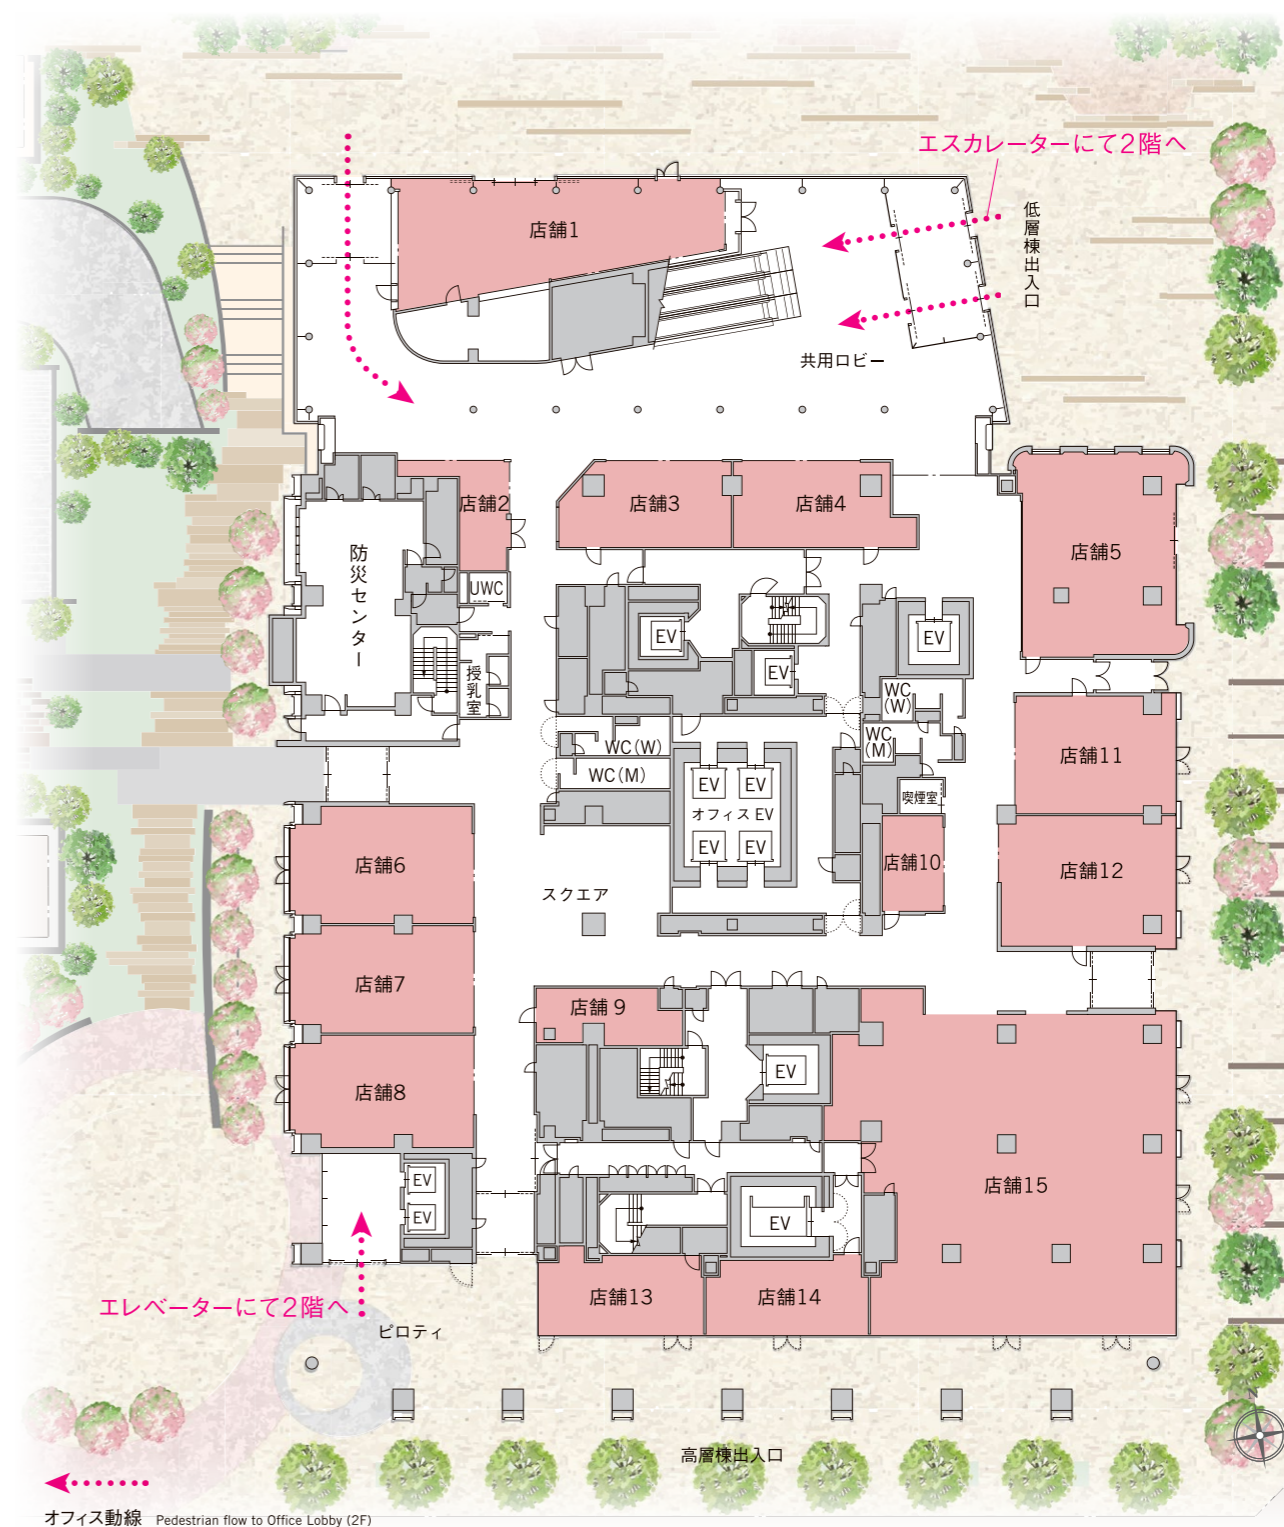 エスカレーターにて2階へ
低層棟出入口
店舗1
共用ロビー
店舗2
店舗3
店舗4
店舗5
防災センター
UWC
授乳室
EV
EV
EV
WC
(W)
WC
(M)
WC(W)
WC(M)
EV
EV
オフィス EV
EV
EV
喫煙室
店舗10
店舗11
店舗12
スクエア
店舗6
店舗7
店舗8
店舗 9
EV
EV
EV
EV
店舗15
店舗13
店舗14
エレベーターにて2階へ
ピロティ
高層棟出入口
N
オフィス動線 Pedestrian flow to Office Lobby (2F)